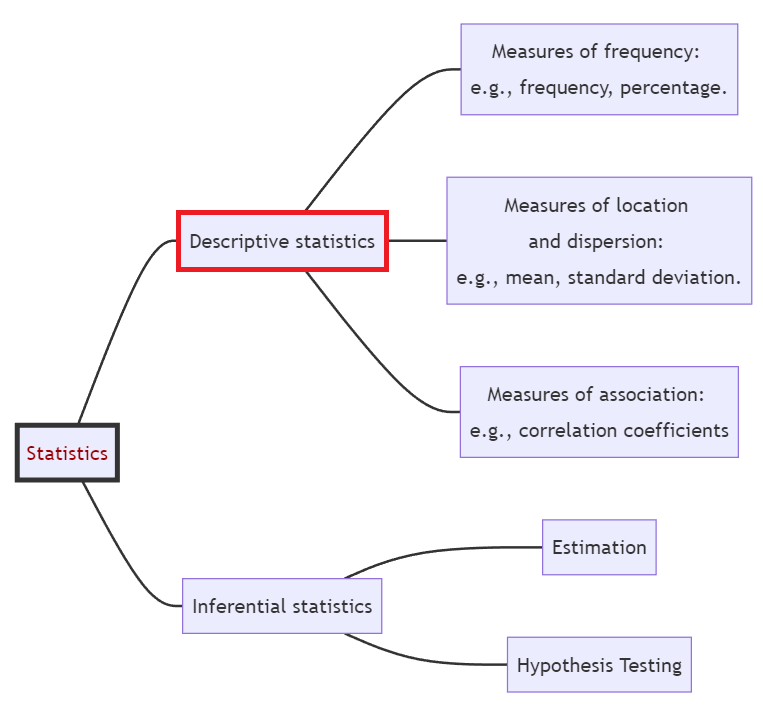 Measures of frequency:
e.g., frequency, percentage.
Measures of location
and dispersion:
e.g., mean, standard deviation.
Descriptive statistics
Measures of association:
e.g., correlation coefficients
Statistics
Estimation
Inferential statistics
Hypothesis Testing